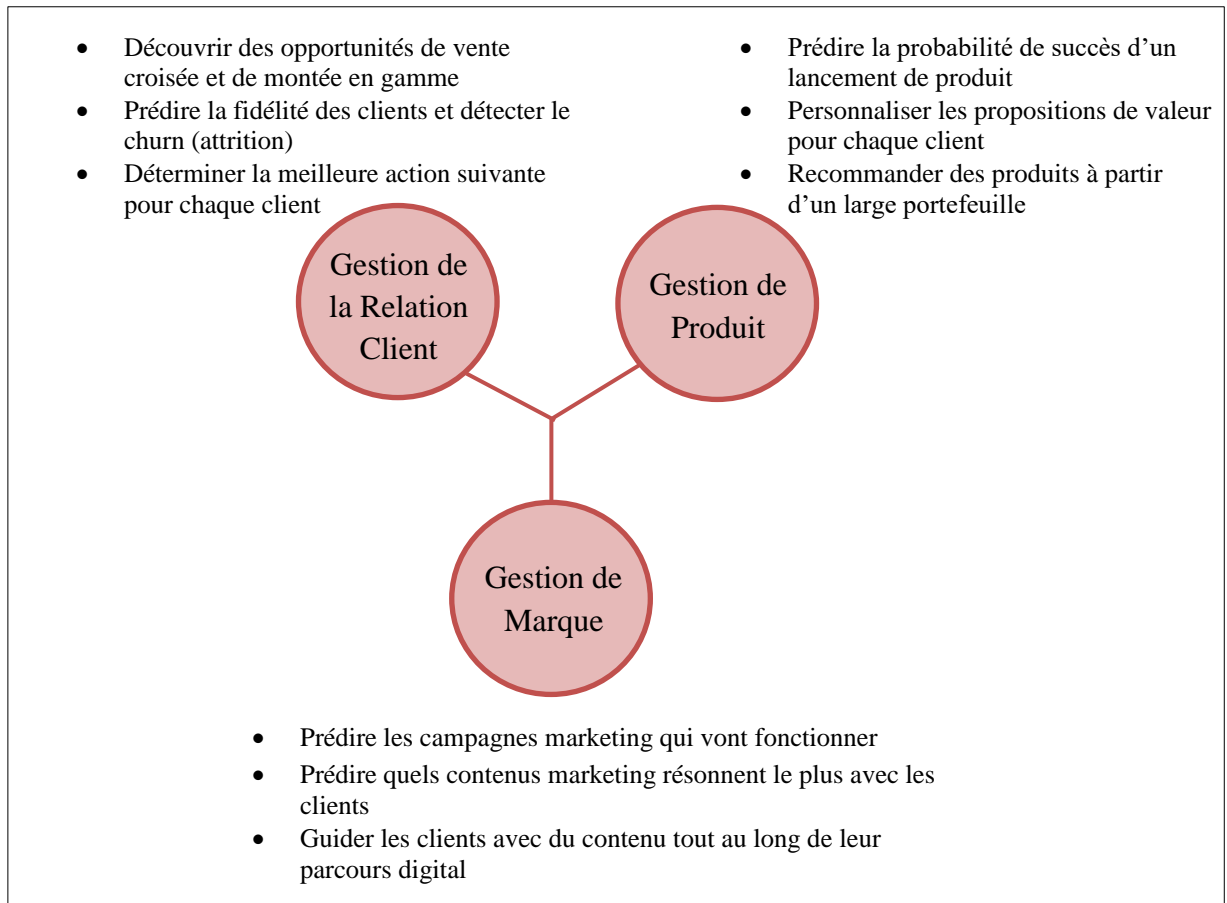 • Découvrir des opportunités de vente
croisée et de montée en gamme
• Prédire la fidélité des clients et détecter le
churn (attrition)
• Déterminer la meilleure action suivante
pour chaque client
• Prédire la probabilité de succès d’un
lancement de produit
• Personnaliser les propositions de valeur
pour chaque client
• Recommander des produits à partir
d’un large portefeuille
Gestion de
la Relation
Client
Gestion de
Produit
Gestion de
Marque
• Prédire les campagnes marketing qui vont fonctionner
• Prédire quels contenus marketing résonnent le plus avec les
clients
• Guider les clients avec du contenu tout au long de leur
parcours digital